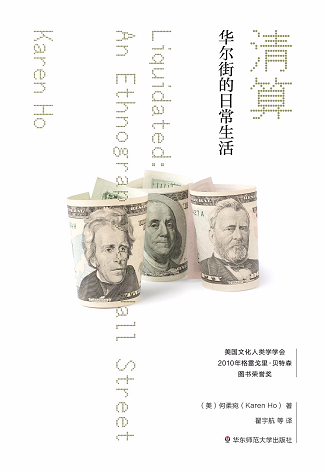 清算
华尔街的日常生活
Liquidated:
An Ethnogra all Street
Karen Ho
美国文化人类学学会
2010年格雷戈里·贝特森
图书荣誉奖
（美）何柔宛（Karen Ho） 著
翟宇航 等 译
华东师范大学出版社